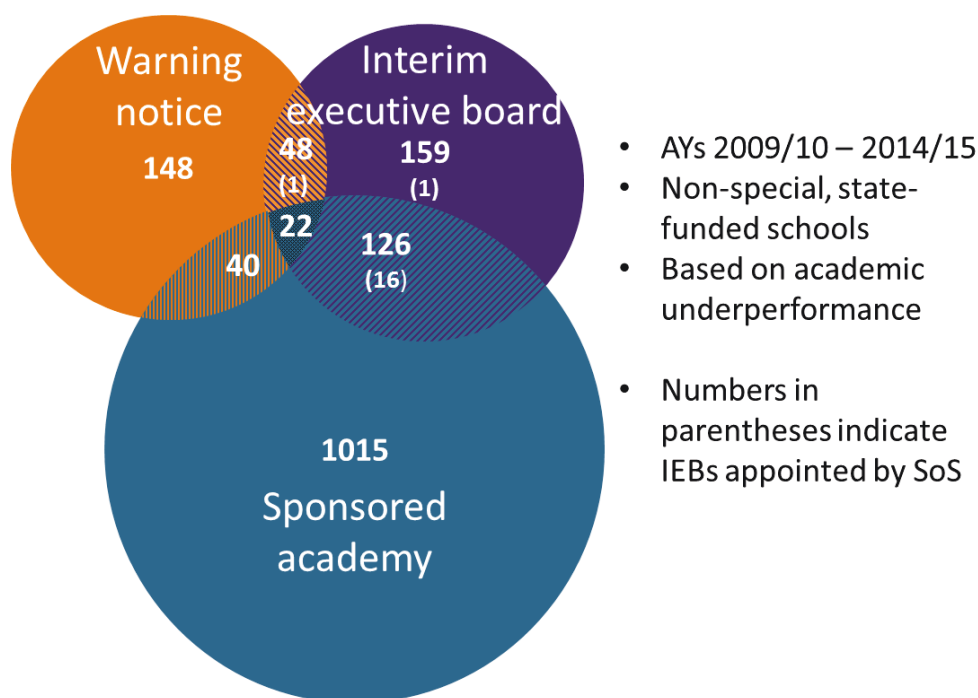 Warning
notice
148
Interim
executive board
48
(1)
159
(1)
22
40
126
(16)
1015
Sponsored
academy
• AYs 2009/10 – 2014/15
• Non-special, state-
funded schools
• Based on academic
underperformance
• Numbers in
parentheses indicate
IEBs appointed by SoS